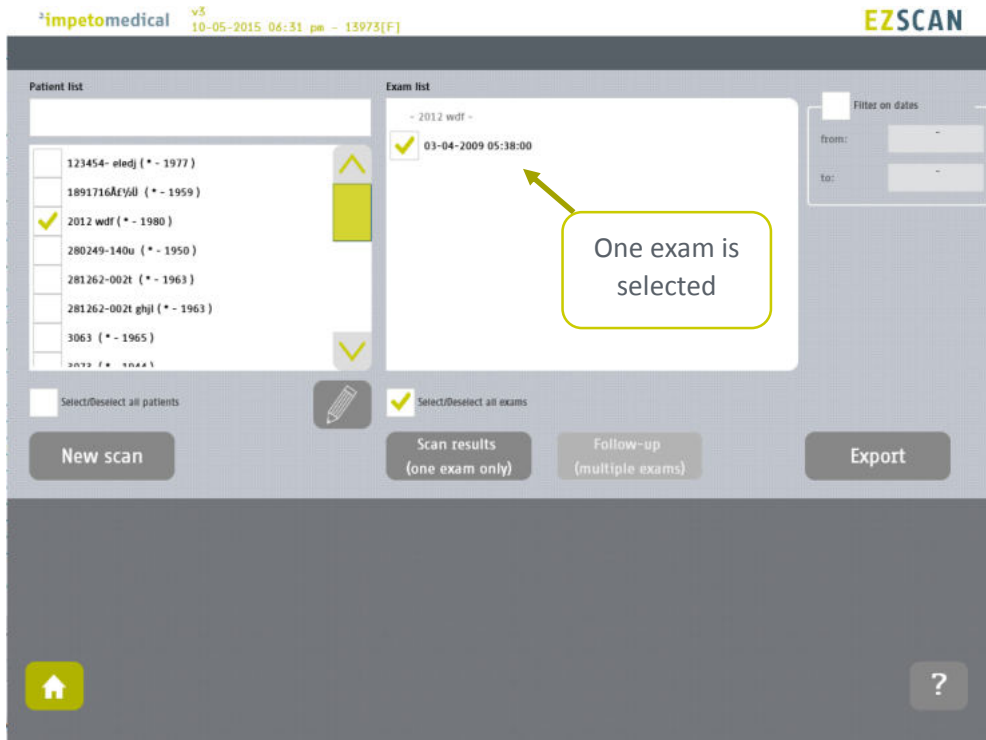 ²impetomedical
v3
10-05-2015 06:31 pm - 13973[F]
EZSCAN
Patient list
123454- eledj ( * - 1977 )
1891716Å£½Ü ( * - 1959 )
2012 wdf ( * - 1980 )
280249-140u ( * - 1950 )
281262-002t ( * - 1963 )
281262-002t ghjl ( * - 1963 )
3063 ( * - 1965 )
Select/Deselect all patients
New scan
Exam list
- 2012 wdf -
03-04-2009 05:38:00
One exam is
selected
Select/Deselect all exams
Scan results
(one exam only)
Follow-up
(multiple exams)
Filter on dates
from: -
to: -
Export
?